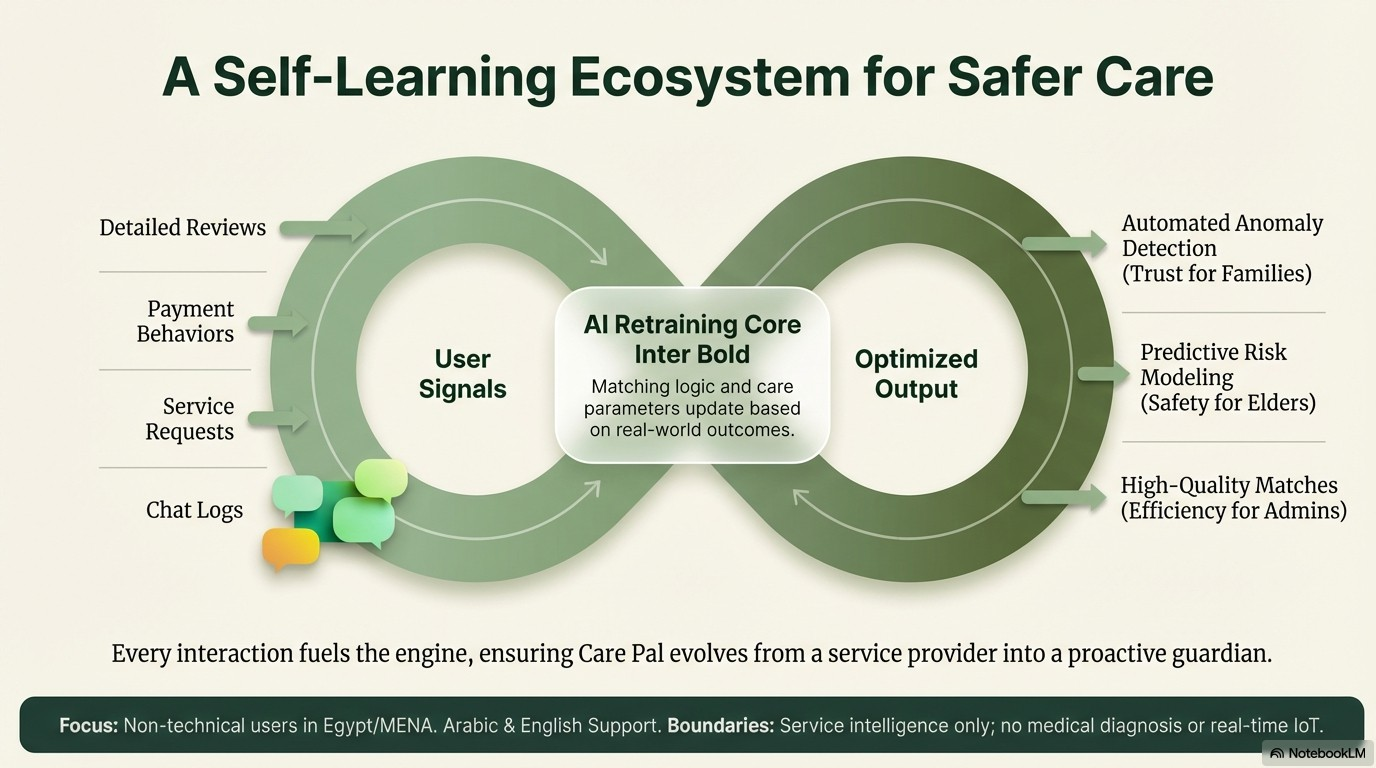 A Self-Learning Ecosystem for Safer Care
Detailed Reviews
Payment
Behaviors
Service
Requests
Chat Logs
User
Signals
AI Retraining Core
Inter Bold
Matching logic and care
parameters update based
on real-world outcomes.
Optimized
Output
Automated Anomaly
Detection
(Trust for Families)
Predictive Risk
Modeling
(Safety for Elders)
High-Quality Matches
(Efficiency for Admins)
Every interaction fuels the engine, ensuring Care Pal evolves from a service provider into a proactive guardian.
Focus: Non-technical users in Egypt/MENA. Arabic & English Support. Boundaries: Service intelligence only; no medical diagnosis or real-time IoT.
NotebookLM